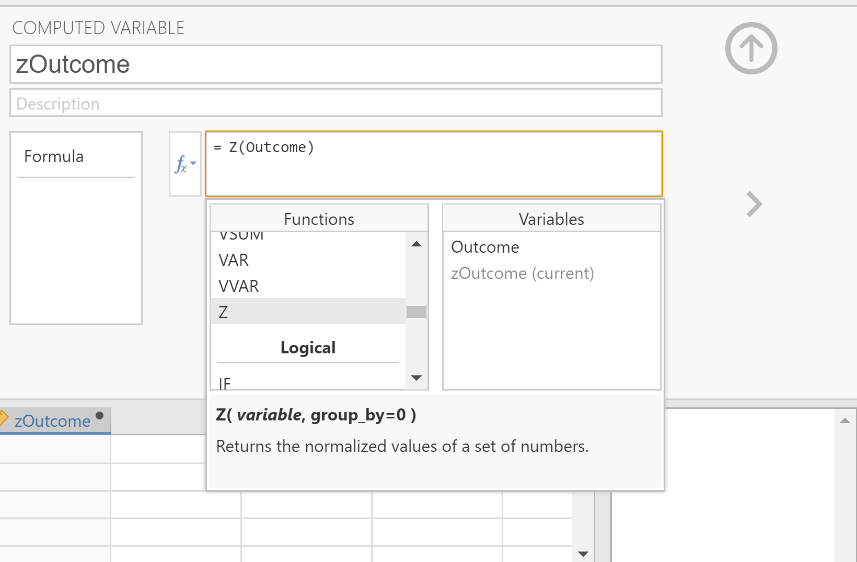 COMPUTED VARIABLE
zOutcome
Description
Formula
fx
= Z(Outcome)
Functions
Variables
VSUM
VAR
VVAR
Z
Logical
IF
Outcome
zOutcome (current)
Z( variable, group_by=0 )
Returns the normalized values of a set of numbers.
zOutcome